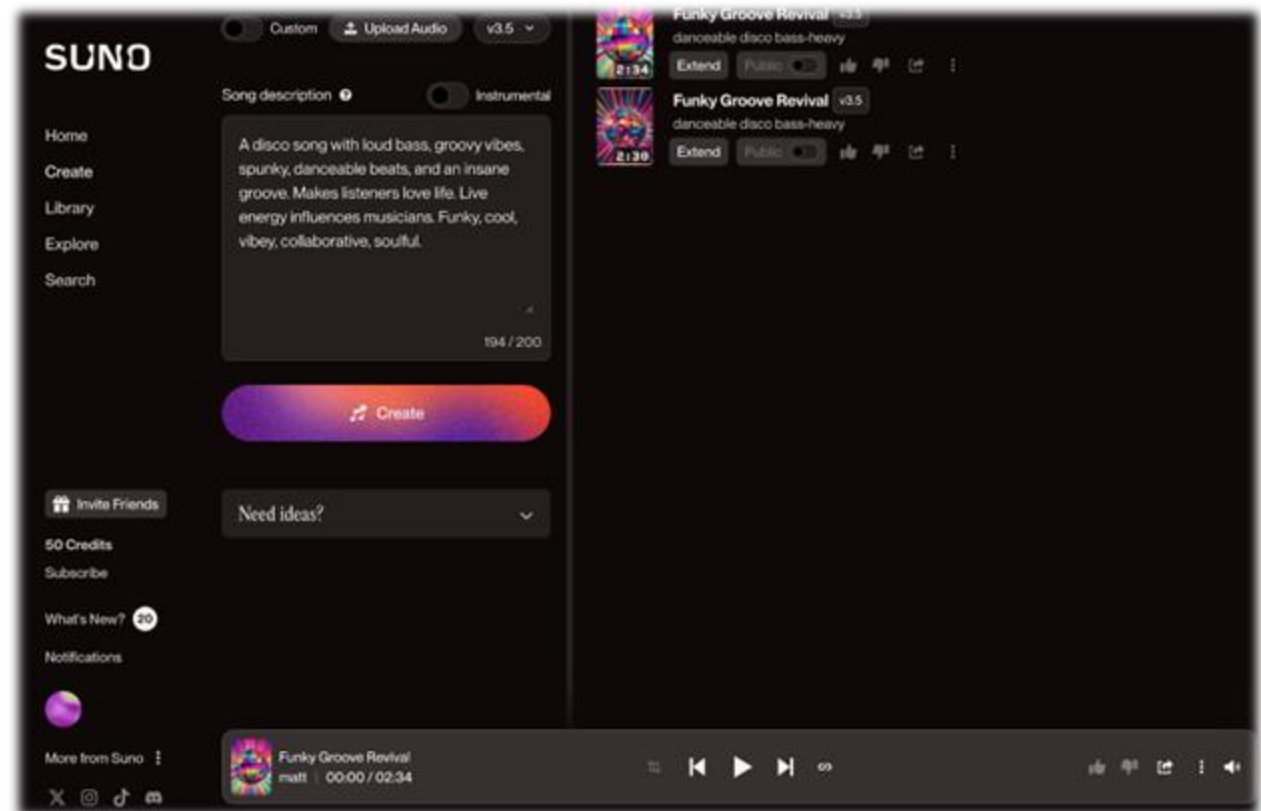 SUNO
Home
Create
Library
Explore
Search
Invite Friends
50 Credits
Subscribe
What's New? 20
Notifications
More from Suno
Custom
Upload Audio
v3.5
Song description
Instrumental
A disco song with loud bass, groovy vibes,
spunky, danceable beats, and an insane
groove. Makes listeners love life. Live
energy influences musicians. Funky, cool,
vibey, collaborative, soulful.
194 / 200
Create
Need ideas?
Funky Groove Revival v3.5
danceable disco bass-heavy
2:34
Extend Public
Funky Groove Revival v3.5
danceable disco bass-heavy
2:30
Extend Public
Funky Groove Revival
matt | 00:00 / 02:34